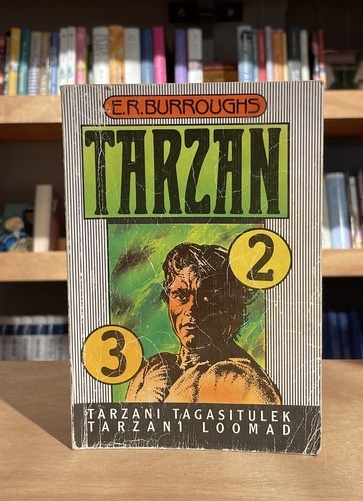 E.R. BURROUGHS
TARZAN
2
3
TARZANI TAGASITULEK
TARZANI LOOMAD